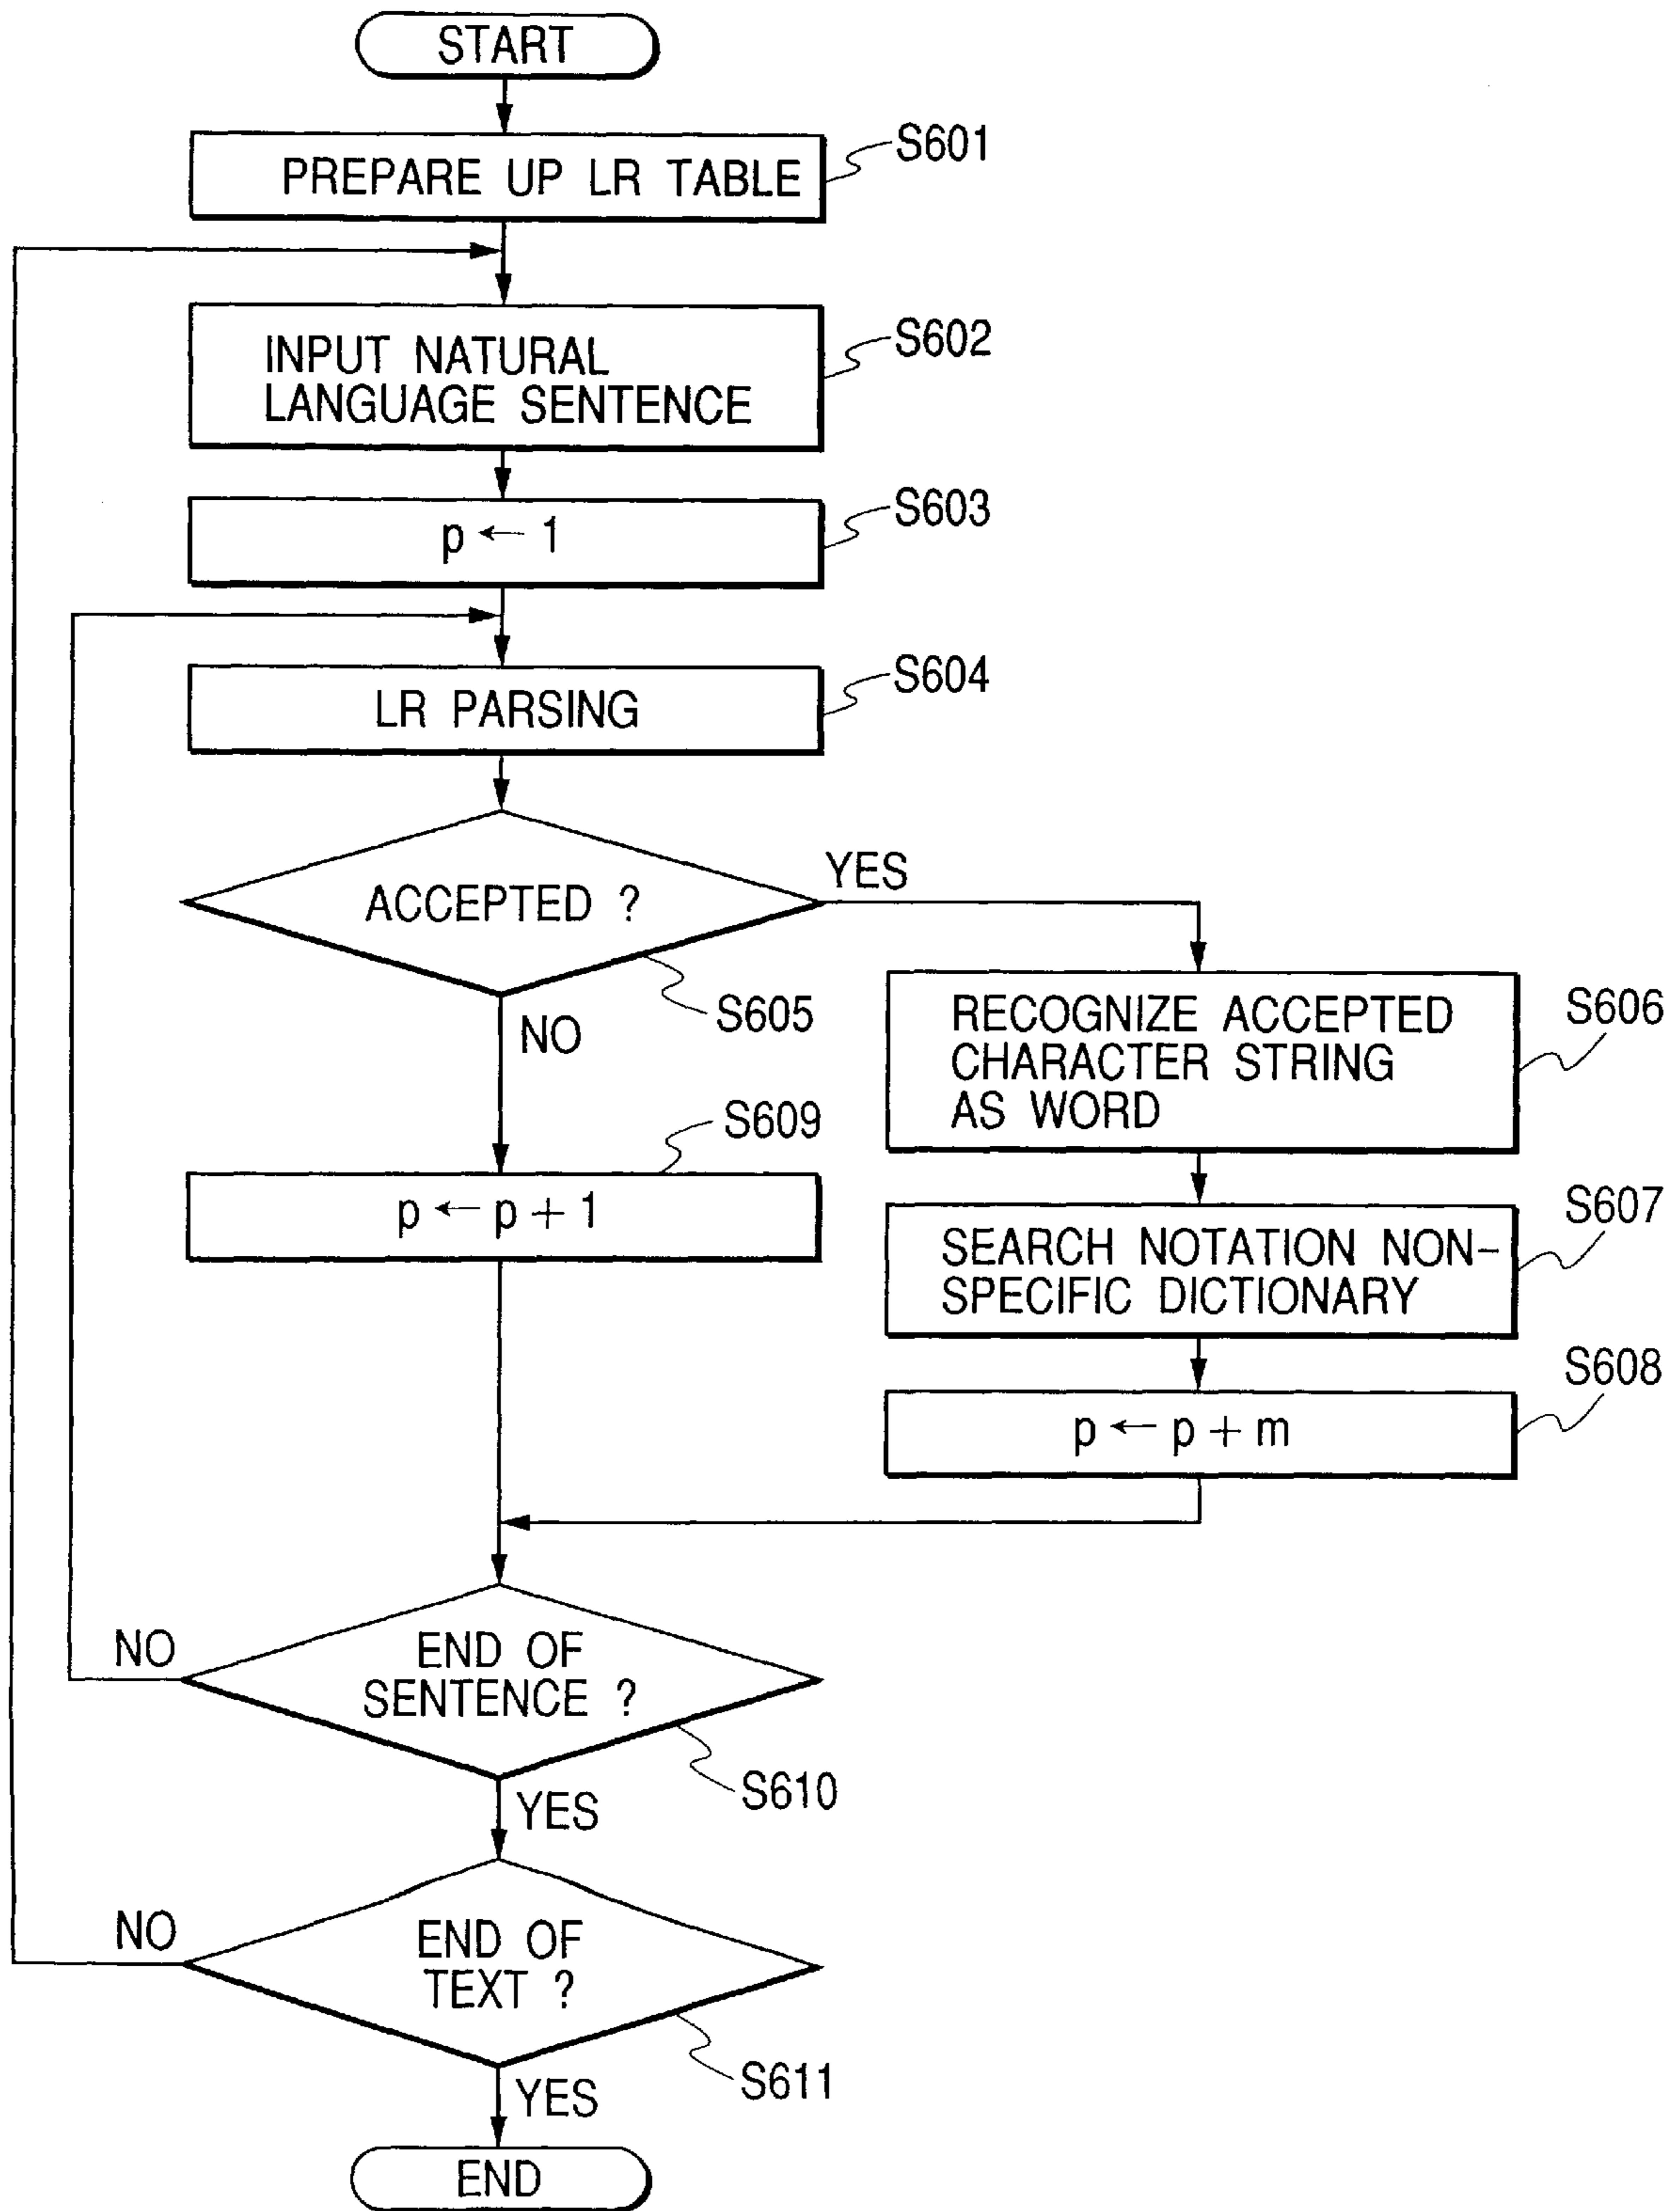 START
PREPARE UP LR TABLE
S601
INPUT NATURAL
LANGUAGE SENTENCE
S602
p ← 1
S603
LR PARSING
S604
ACCEPTED ?
YES
S605
NO
RECOGNIZE ACCEPTED
CHARACTER STRING
AS WORD
S606
SEARCH NOTATION NON-
SPECIFIC DICTIONARY
S607
p ← p + m
S608
S609
p ← p + 1
END OF
SENTENCE ?
NO
S610
YES
END OF
TEXT ?
NO
S611
YES
END